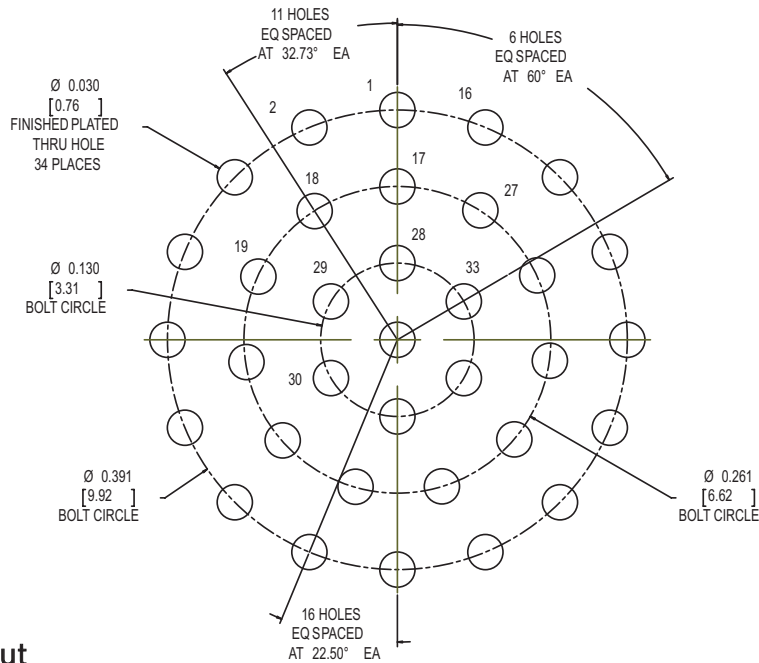 11 HOLES
EQ SPACED
AT 32.73° EA
6 HOLES
EQ SPACED
AT 60° EA
Ø 0.030
[0.76 ]
FINISHED PLATED
THRU HOLE
34 PLACES
1
2
16
17
18
27
19
28
29
33
30
Ø 0.130
[3.31 ]
BOLT CIRCLE
Ø 0.391
[9.92 ]
BOLT CIRCLE
Ø 0.261
[6.62 ]
BOLT CIRCLE
16 HOLES
EQ SPACED
AT 22.50° EA
ut